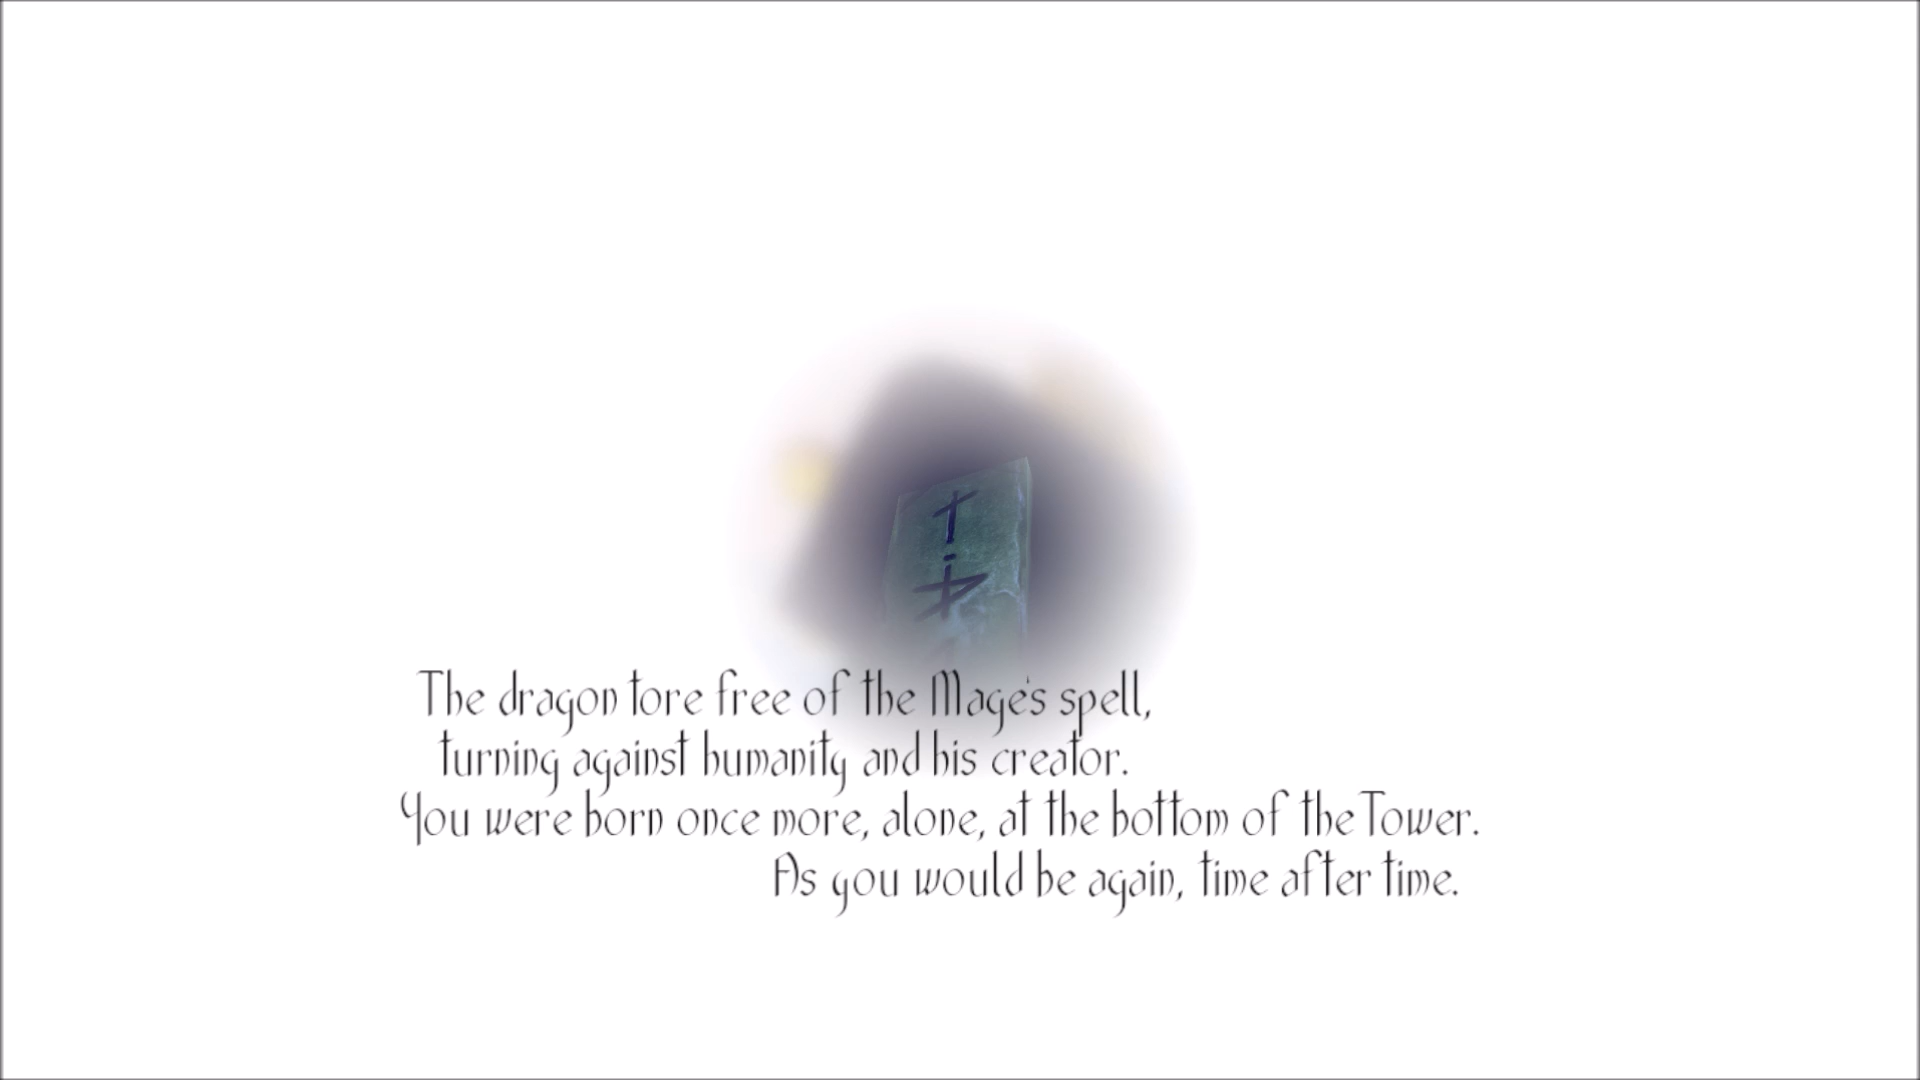 The dragon tore free of the Mage's spell,
turning against humanity and his creator.
You were born once more, alone, at the bottom of the Tower.
As you would be again, time after time.